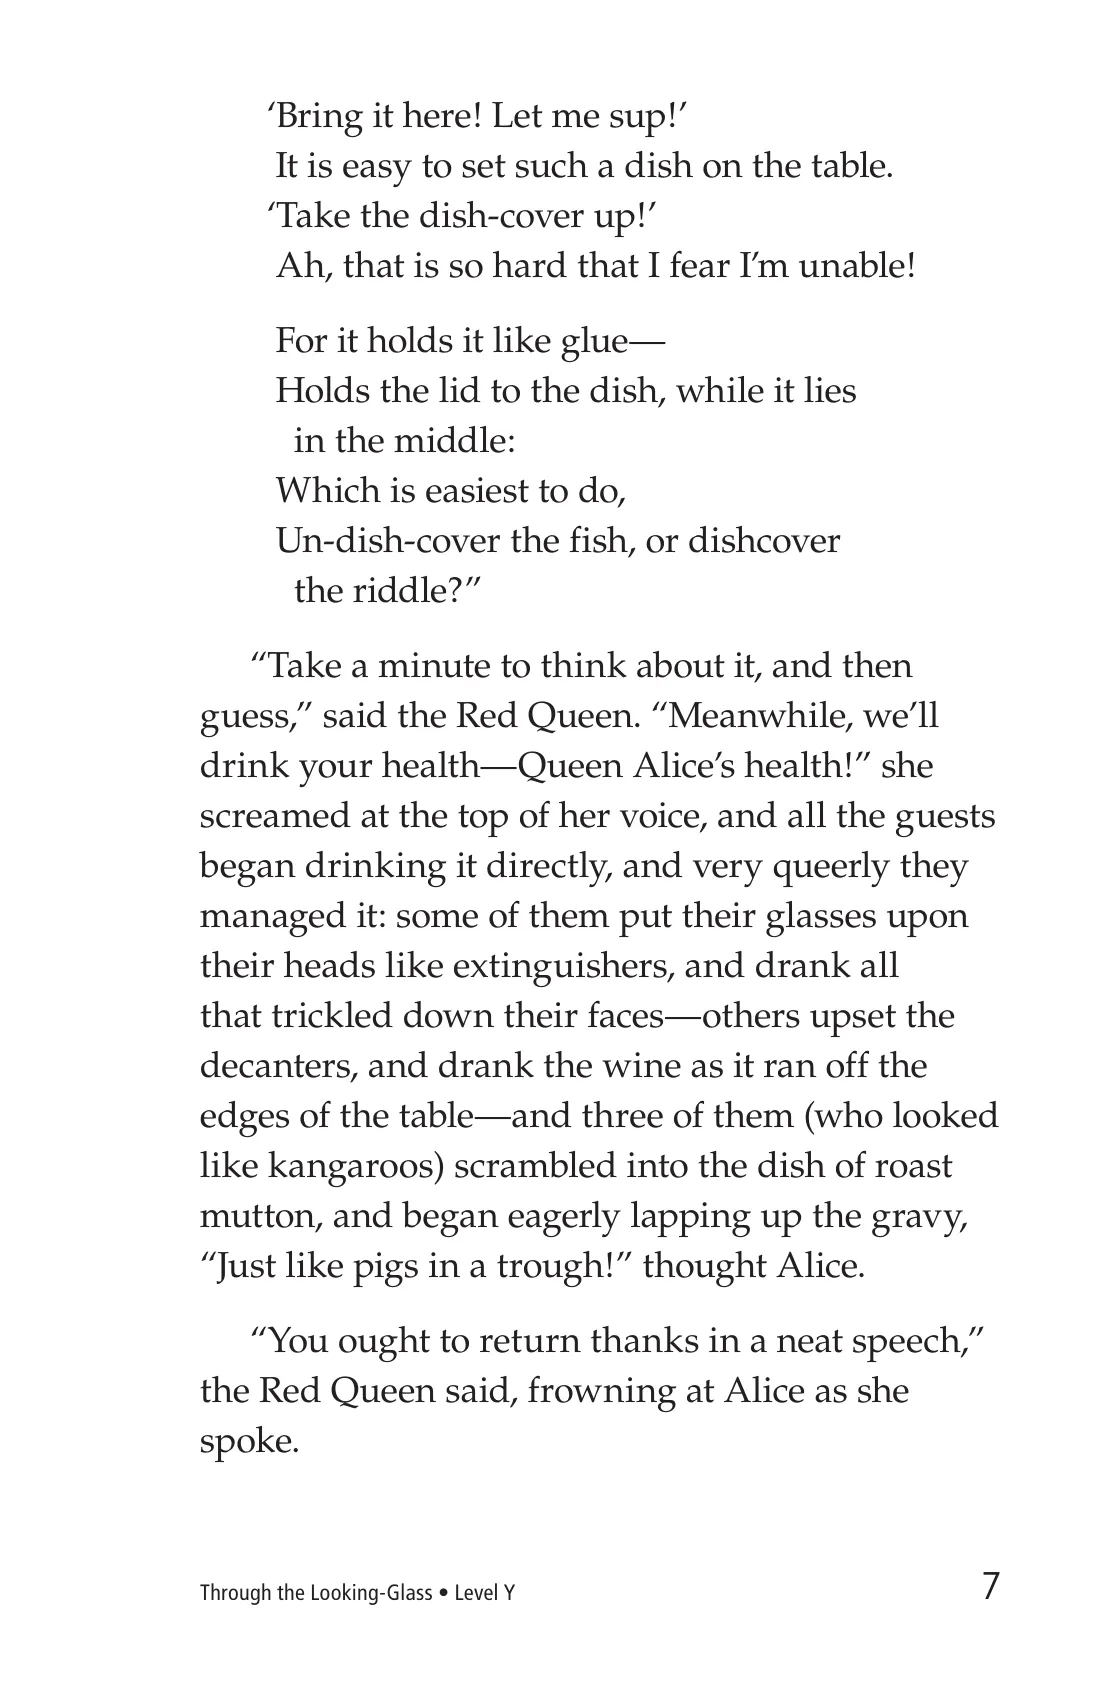 ‘Bring it here! Let me sup!’
It is easy to set such a dish on the table.
‘Take the dish-cover up!’
Ah, that is so hard that I fear I’m unable!
For it holds it like glue—
Holds the lid to the dish, while it lies
in the middle:
Which is easiest to do,
Un-dish-cover the fish, or dishcover
the riddle?”
“Take a minute to think about it, and then
guess,” said the Red Queen. “Meanwhile, we’ll
drink your health—Queen Alice’s health!” she
screamed at the top of her voice, and all the guests
began drinking it directly, and very queerly they
managed it: some of them put their glasses upon
their heads like extinguishers, and drank all
that trickled down their faces—others upset the
decanters, and drank the wine as it ran off the
edges of the table—and three of them (who looked
like kangaroos) scrambled into the dish of roast
mutton, and began eagerly lapping up the gravy,
“Just like pigs in a trough!” thought Alice.
“You ought to return thanks in a neat speech,”
the Red Queen said, frowning at Alice as she
spoke.
Through the Looking-Glass • Level Y
7